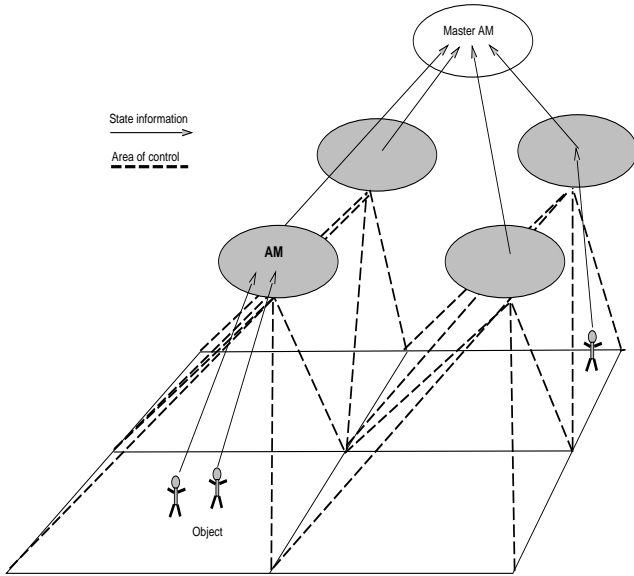 Master AM
State information
Area of control
AM
Object